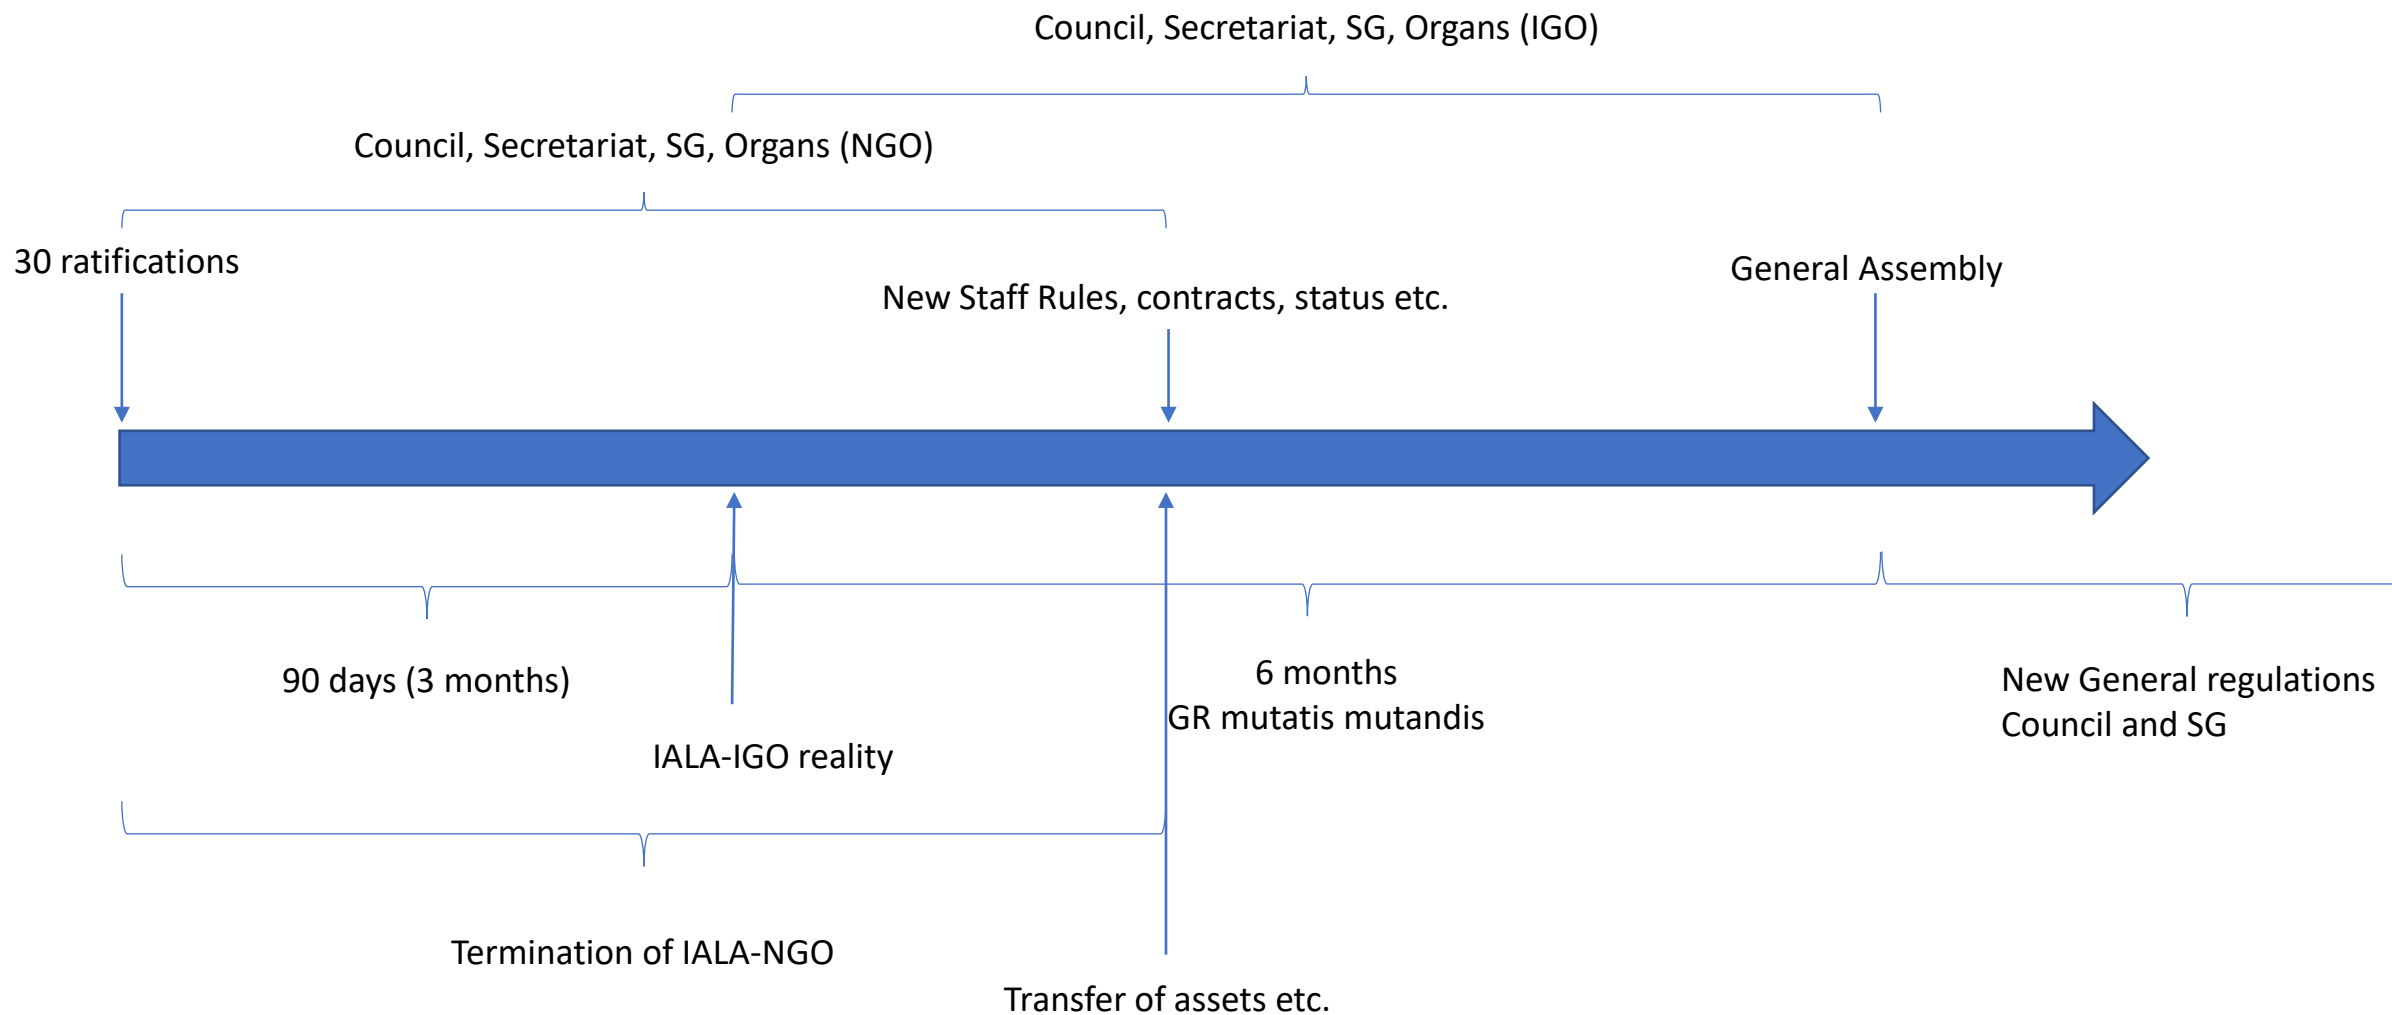 Council, Secretariat, SG, Organs (IGO)
Council, Secretariat, SG, Organs (NGO)
30 ratifications
General Assembly
New Staff Rules, contracts, status etc.
90 days (3 months)
6 months
GR mutatis mutandis
New General regulations
Council and SG
IALA-IGO reality
Termination of IALA-NGO
Transfer of assets etc.